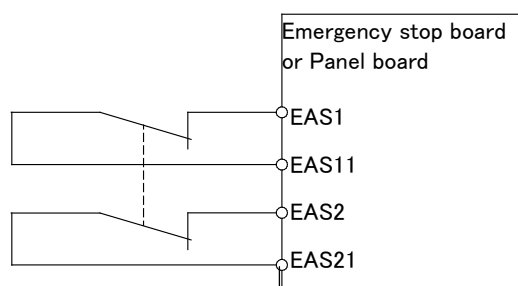 Emergency stop board
or Panel board
EAS1
EAS11
EAS2
EAS21